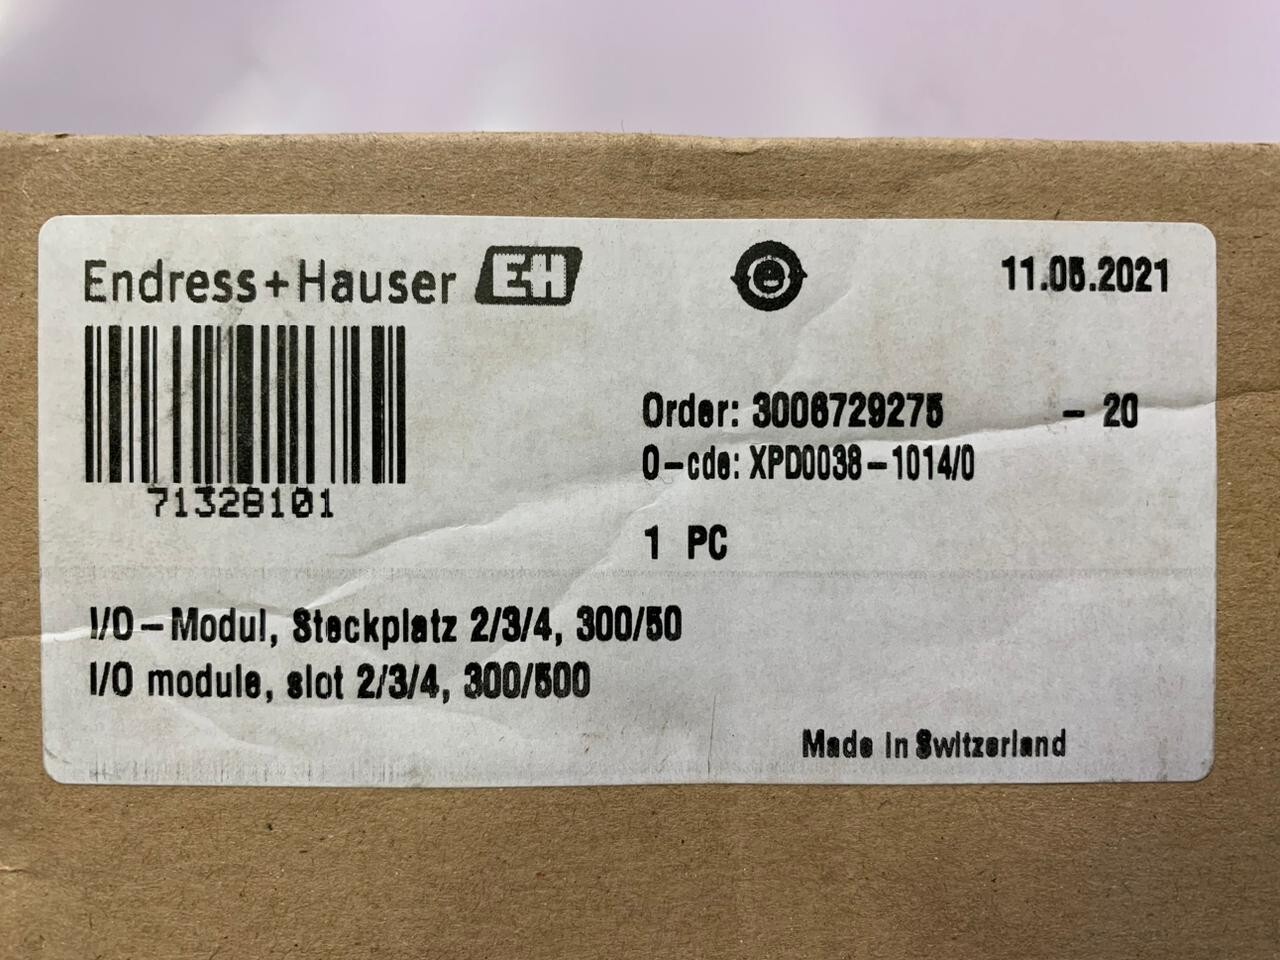 Endress+Hauser EH
11.05.2021
71328101
Order: 3006729275 - 20
O-cde: XPD0038-1014/0
1 PC
I/O-Modul, Steckplatz 2/3/4, 300/50
I/O module, slot 2/3/4, 300/500
Made in Switzerland